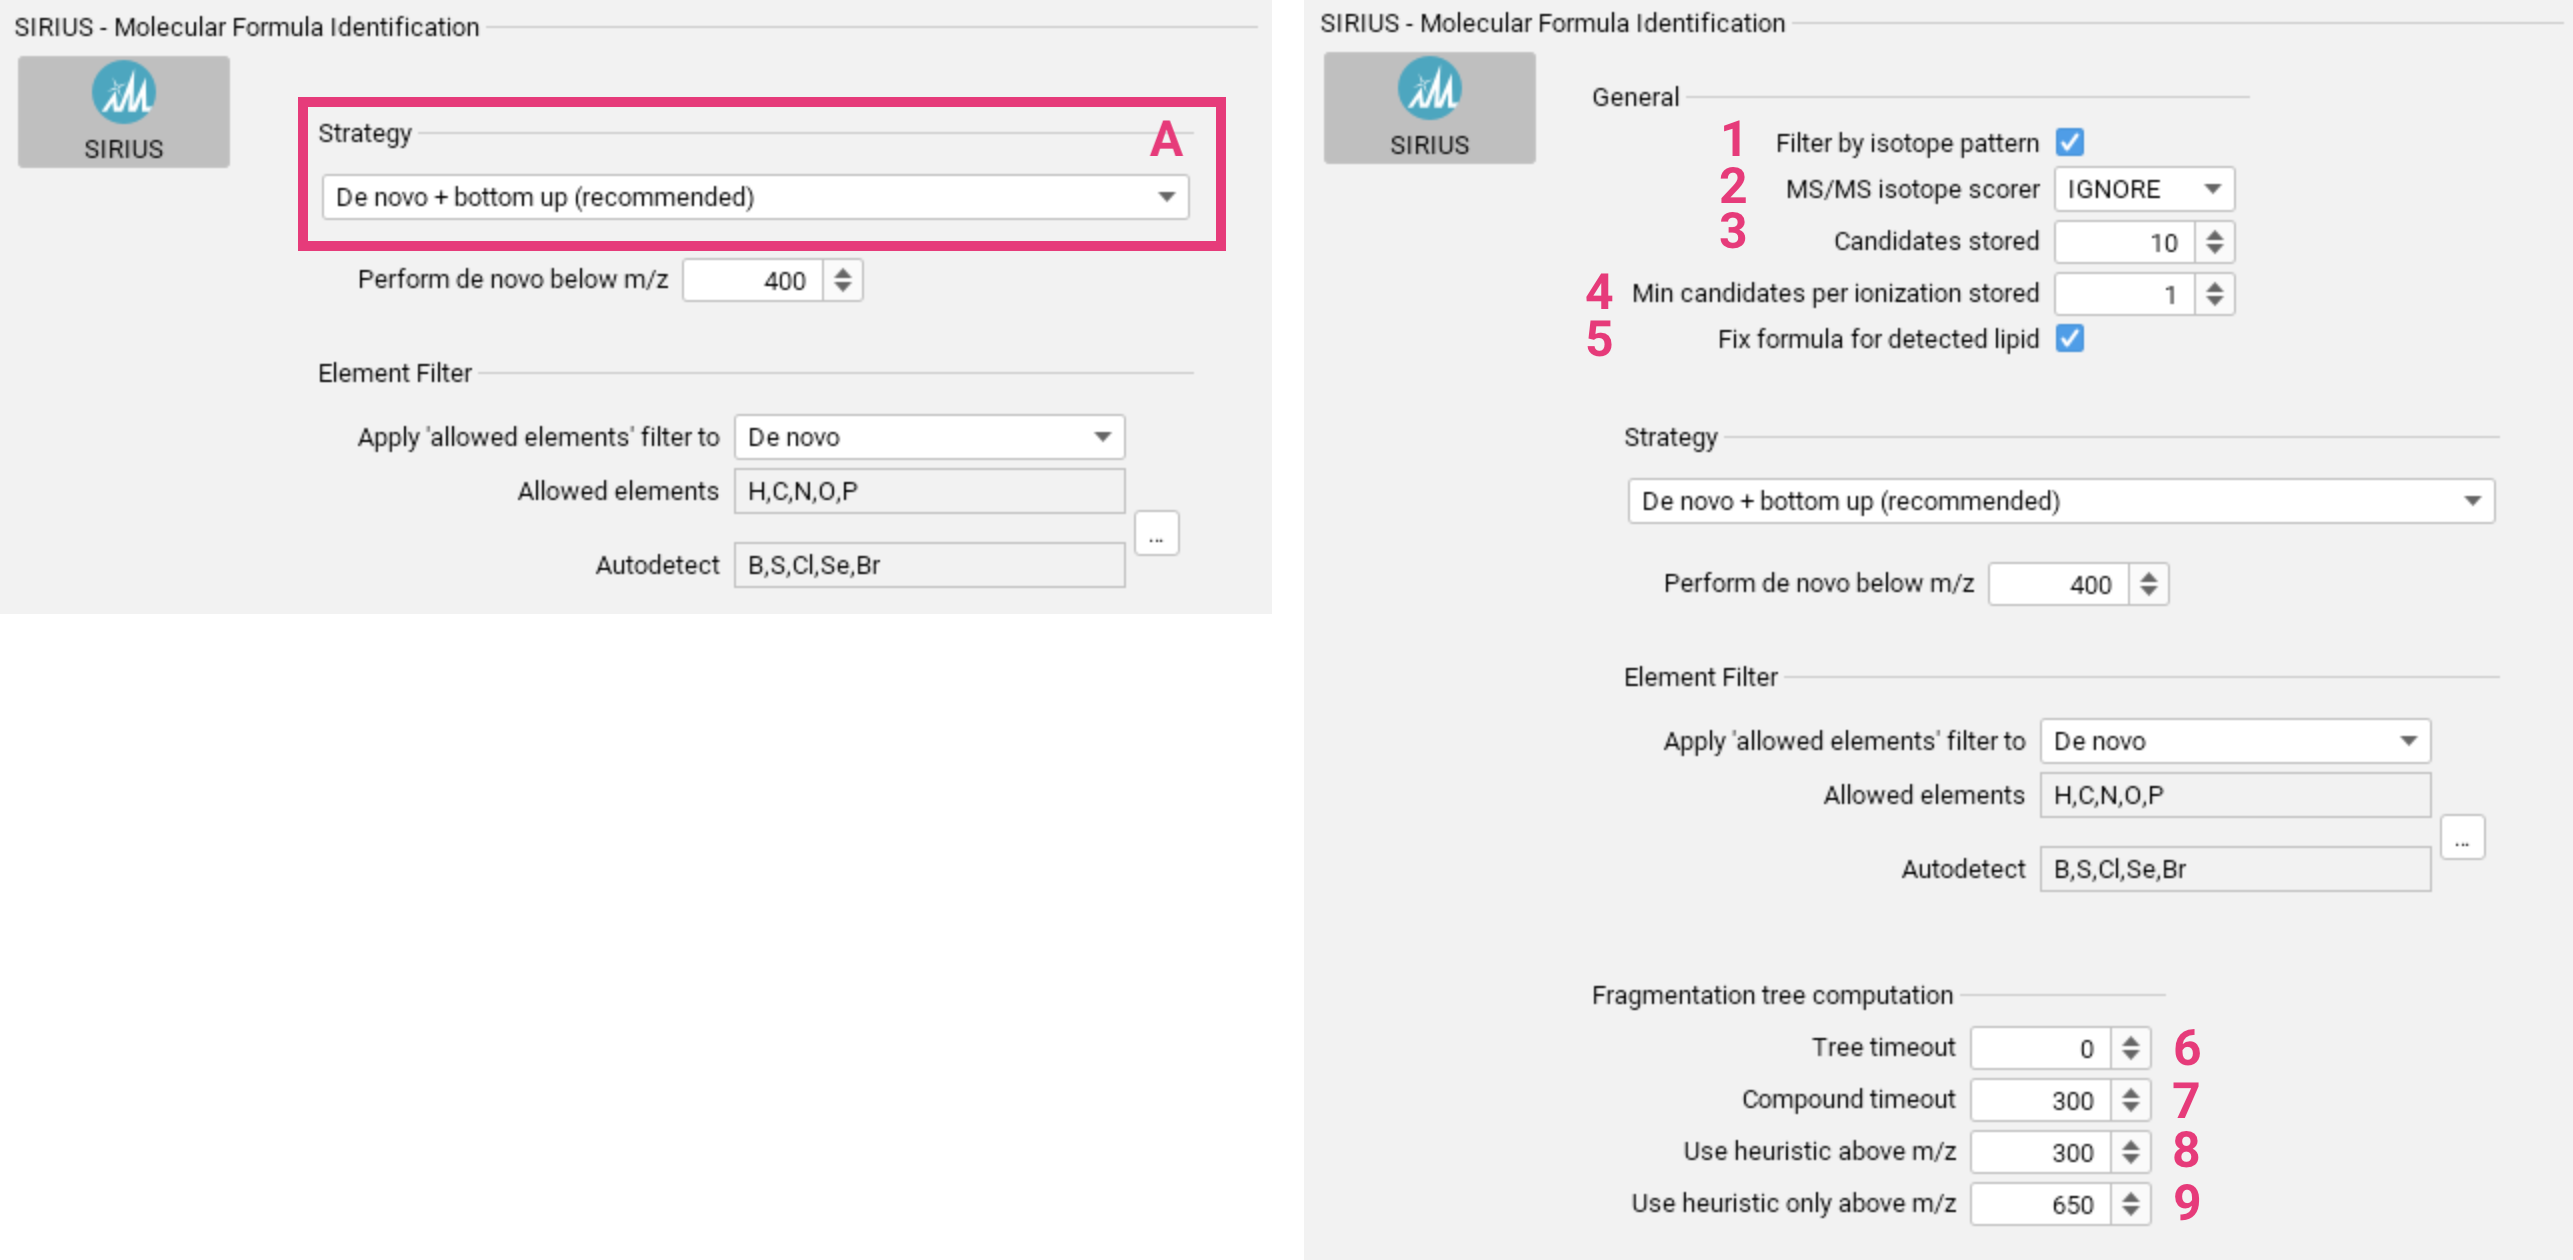 SIRIUS - Molecular Formula Identification
SIRIUS
Strategy A
De novo + bottom up (recommended)
Perform de novo below m/z 400
Element Filter
Apply 'allowed elements' filter to De novo
Allowed elements H,C,N,O,P
...
Autodetect B,S,Cl,Se,Br
SIRIUS - Molecular Formula Identification
SIRIUS
General
1 Filter by isotope pattern
2 MS/MS isotope scorer IGNORE
3 Candidates stored 10
4 Min candidates per ionization stored 1
5 Fix formula for detected lipid
Strategy
De novo + bottom up (recommended)
Perform de novo below m/z 400
Element Filter
Apply 'allowed elements' filter to De novo
Allowed elements H,C,N,O,P
...
Autodetect B,S,Cl,Se,Br
Fragmentation tree computation
Tree timeout 0 6
Compound timeout 300 7
Use heuristic above m/z 300 8
Use heuristic only above m/z 650 9